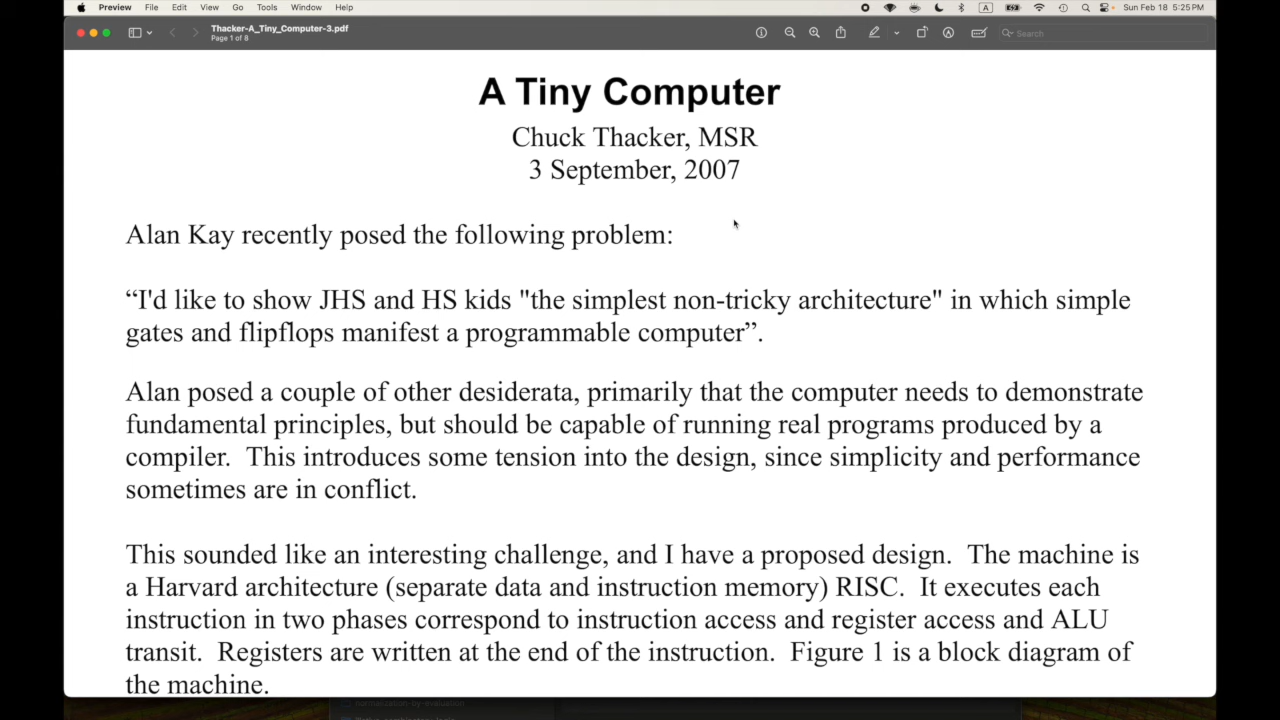 Preview File Edit View Go Tools Window Help
A
Sun Feb 18 5:25 PM
Thacker-A_Tiny_Computer-3.pdf
Page 1 of 8
Search
A Tiny Computer
Chuck Thacker, MSR
3 September, 2007
Alan Kay recently posed the following problem:
“I'd like to show JHS and HS kids "the simplest non-tricky architecture" in which simple
gates and flipflops manifest a programmable computer”.
Alan posed a couple of other desiderata, primarily that the computer needs to demonstrate
fundamental principles, but should be capable of running real programs produced by a
compiler. This introduces some tension into the design, since simplicity and performance
sometimes are in conflict.
This sounded like an interesting challenge, and I have a proposed design. The machine is
a Harvard architecture (separate data and instruction memory) RISC. It executes each
instruction in two phases correspond to instruction access and register access and ALU
transit. Registers are written at the end of the instruction. Figure 1 is a block diagram of
the machine.